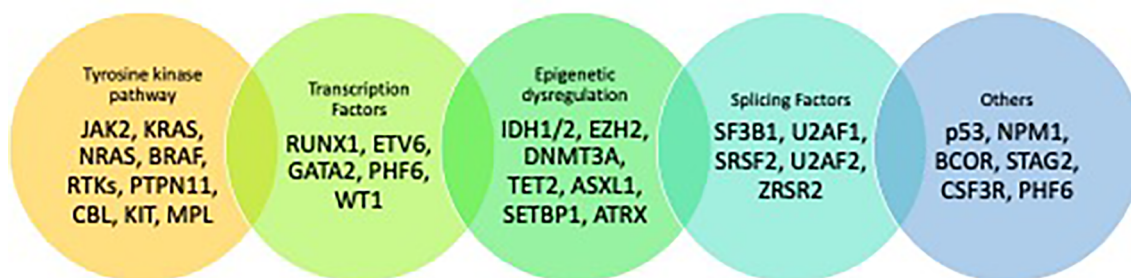 Tyrosine kinase
pathway
JAK2, KRAS,
NRAS, BRAF,
RTKs, PTPN11,
CBL, KIT, MPL
Transcription
Factors
RUNX1, ETV6,
GATA2, PHF6,
WT1
Epigenetic
dysregulation
IDH1/2, EZH2,
DNMT3A,
TET2, ASXL1,
SETBP1, ATRX
Splicing Factors
SF3B1, U2AF1,
SRSF2, U2AF2,
ZRSR2
Others
p53, NPM1,
BCOR, STAG2,
CSF3R, PHF6